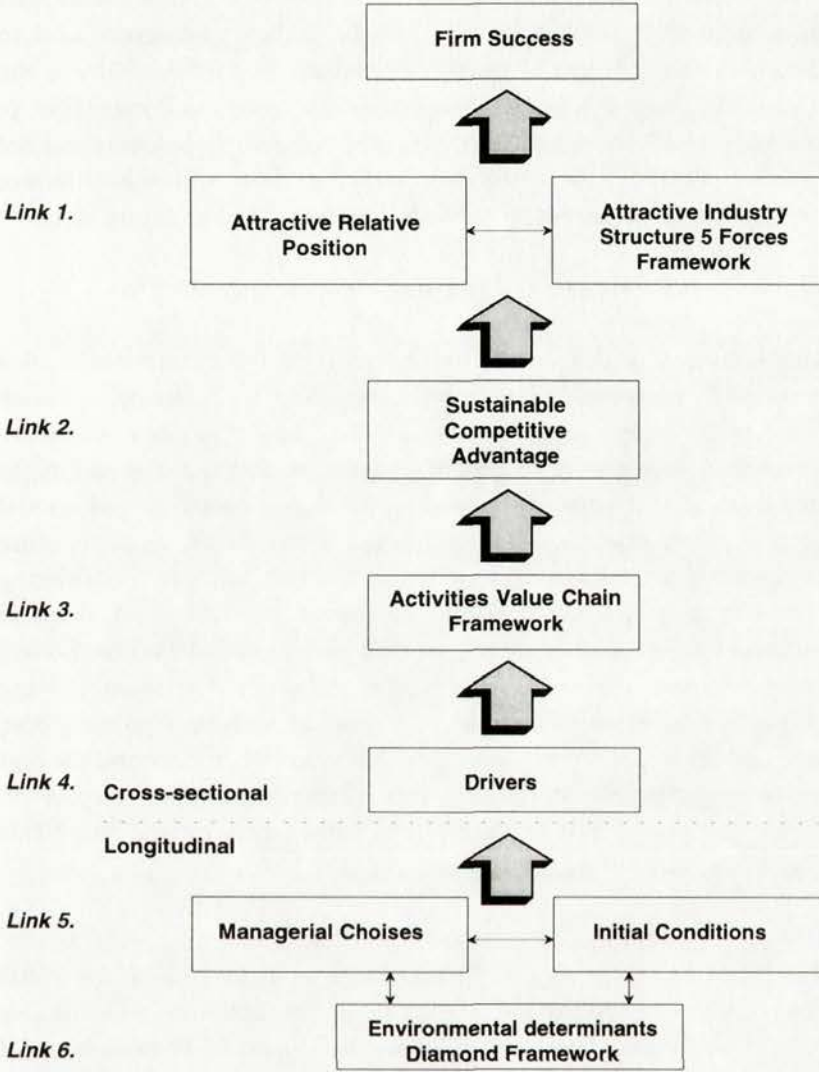 Firm Success
Link 1.
Attractive Relative
Position
Attractive Industry
Structure 5 Forces
Framework
Link 2.
Sustainable
Competitive
Advantage
Link 3.
Activities Value Chain
Framework
Link 4.
Cross-sectional
Drivers
Longitudinal
Link 5.
Managerial Choises
Initial Conditions
Link 6.
Environmental determinants
Diamond Framework